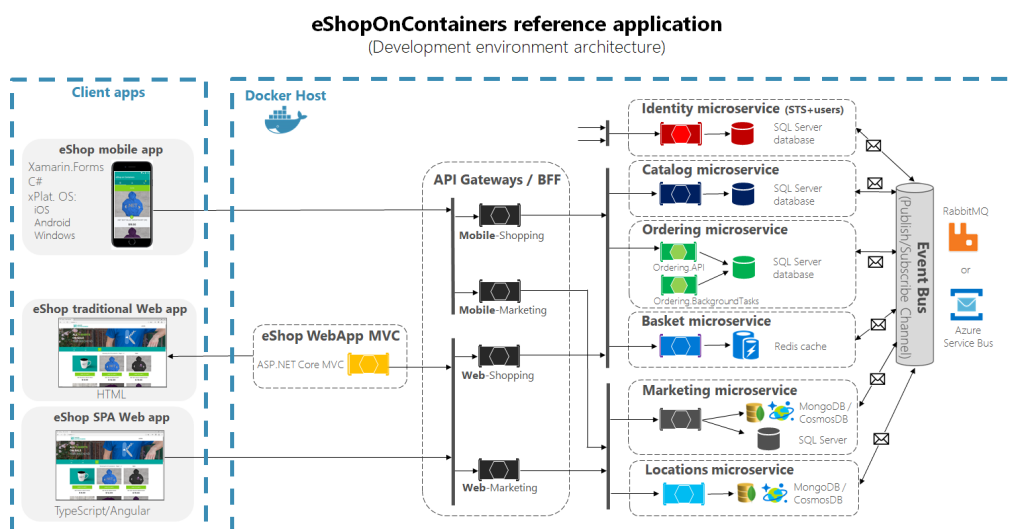 eShopOnContainers reference application
(Development environment architecture)
Client apps
eShop mobile app
Xamarin.Forms
C#
xPlat. OS:
iOS
Android
Windows
eShop traditional Web app
HTML
eShop SPA Web app
TypeScript/Angular
Docker Host
eShop WebApp MVC
ASP.NET Core MVC
API Gateways / BFF
Mobile-Shopping
Mobile-Marketing
Web-Shopping
Web-Marketing
Identity microservice (STS+users)
SQL Server
database
Catalog microservice
SQL Server
database
Ordering microservice
Ordering.API
Ordering.BackgroundTasks
SQL Server
database
Basket microservice
Redis cache
Marketing microservice
MongoDB /
CosmosDB
SQL Server
Locations microservice
MongoDB /
CosmosDB
Event Bus
(Publish/Subscribe Channel)
RabbitMQ
or
Azure
Service Bus